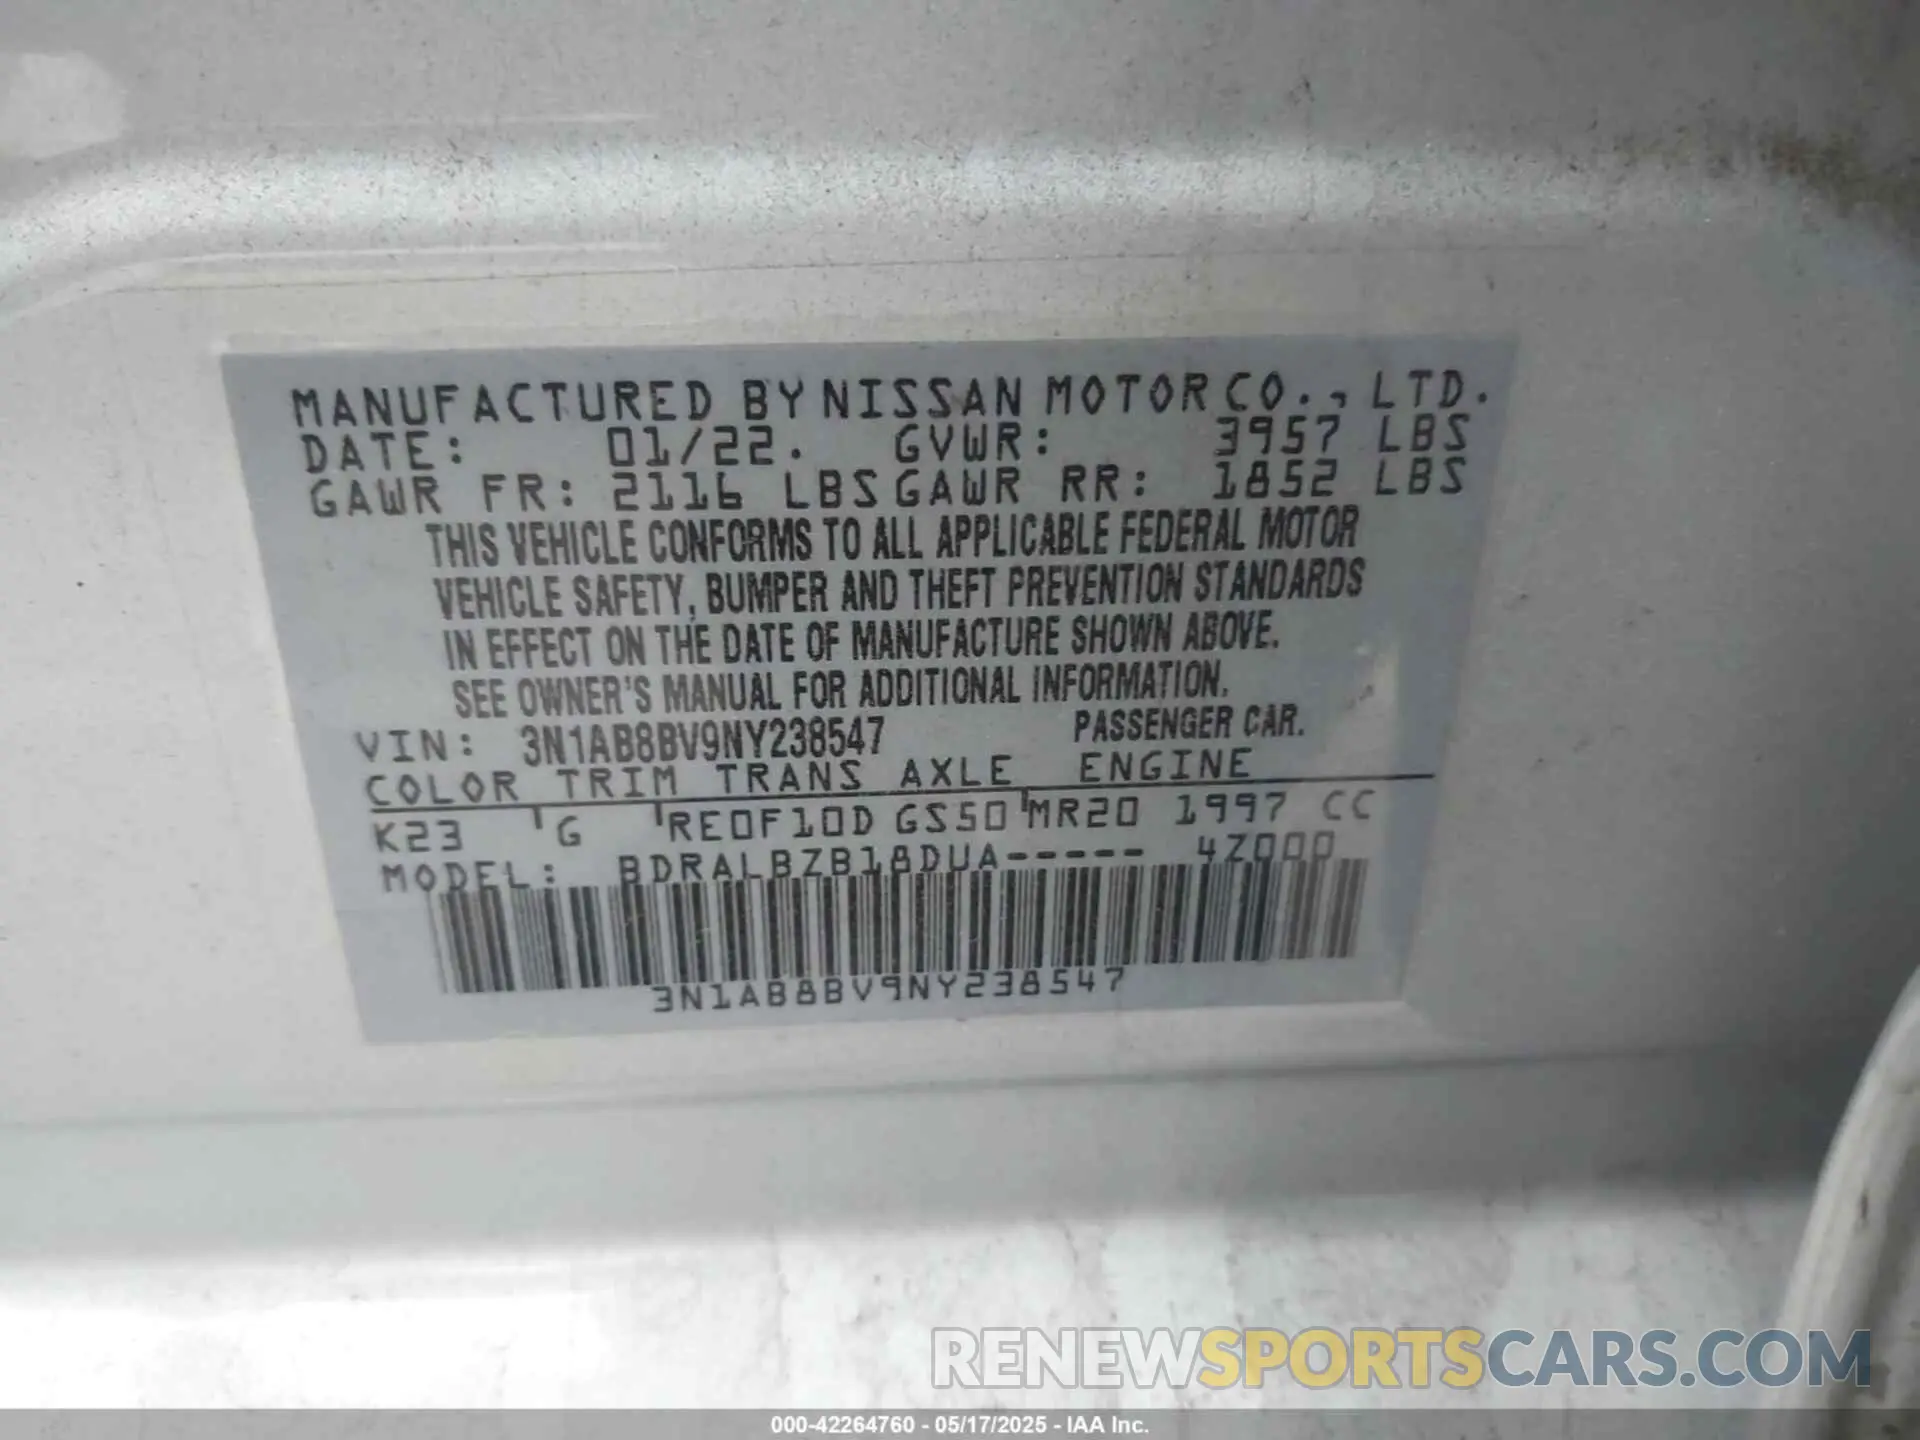 MANUFACTURED BY NISSAN MOTOR CO., LTD.
DATE: 01/22. GVWR: 3957 LBS
GAWR FR: 2116 LBS GAWR RR: 1852 LBS
THIS VEHICLE CONFORMS TO ALL APPLICABLE FEDERAL MOTOR
VEHICLE SAFETY, BUMPER AND THEFT PREVENTION STANDARDS
IN EFFECT ON THE DATE OF MANUFACTURE SHOWN ABOVE.
SEE OWNER'S MANUAL FOR ADDITIONAL INFORMATION.
VIN: 3N1AB8BV9NY238547 PASSENGER CAR.
COLOR TRIM TRANS AXLE ENGINE
K23 G RE0F10D GS50 MR20 1997 CC
MODEL: BDRALBZB18DUA----- 4Z000
3N1AB8BV9NY238547
RENEWSPORTSCARS.COM
000-42264760 - 05/17/2025 - IAA Inc.